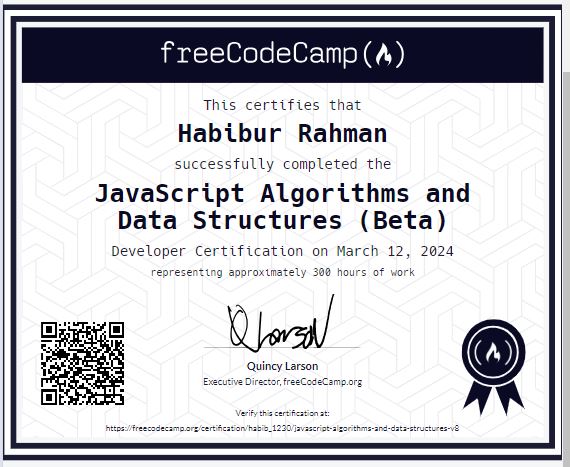 freeCodeCamp(🔥)
This certifies that
Habibur Rahman
successfully completed the
JavaScript Algorithms and
Data Structures (Beta)
Developer Certification on March 12, 2024
representing approximately 300 hours of work
Quincy Larson
Executive Director, freeCodeCamp.org
Verify this certification at:
https://freecodecamp.org/certification/habib_1230/javascript-algorithms-and-data-structures-v8